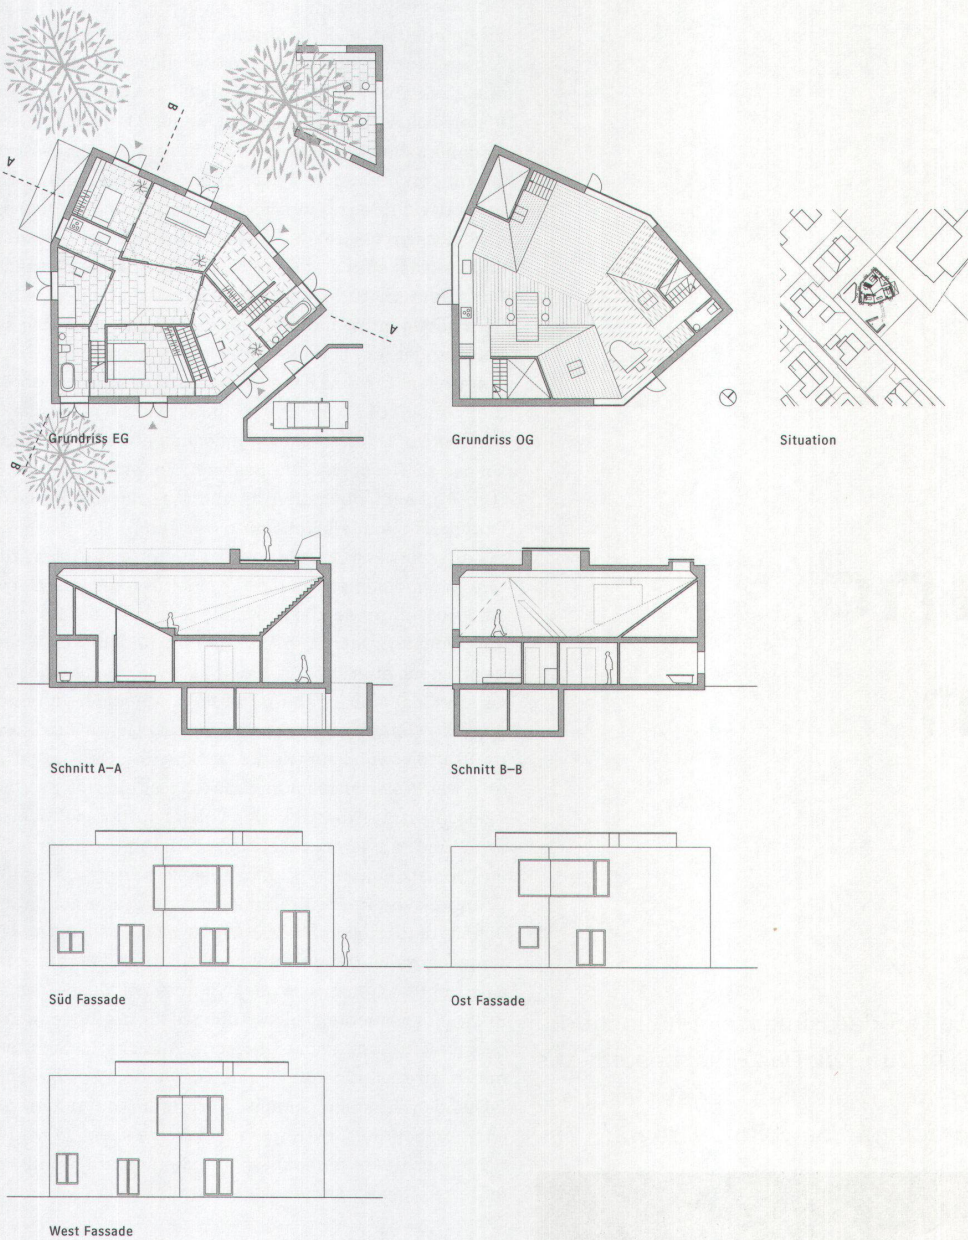 B
A
A
Grundriss EG
Grundriss OG
Situation
B
Schnitt A–A
Schnitt B–B
Süd Fassade
Ost Fassade
West Fassade